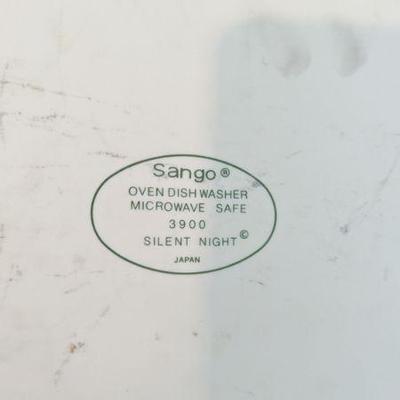 Sango®
OVEN DISH WASHER
MICROWAVE SAFE
3900
SILENT NIGHT©
JAPAN